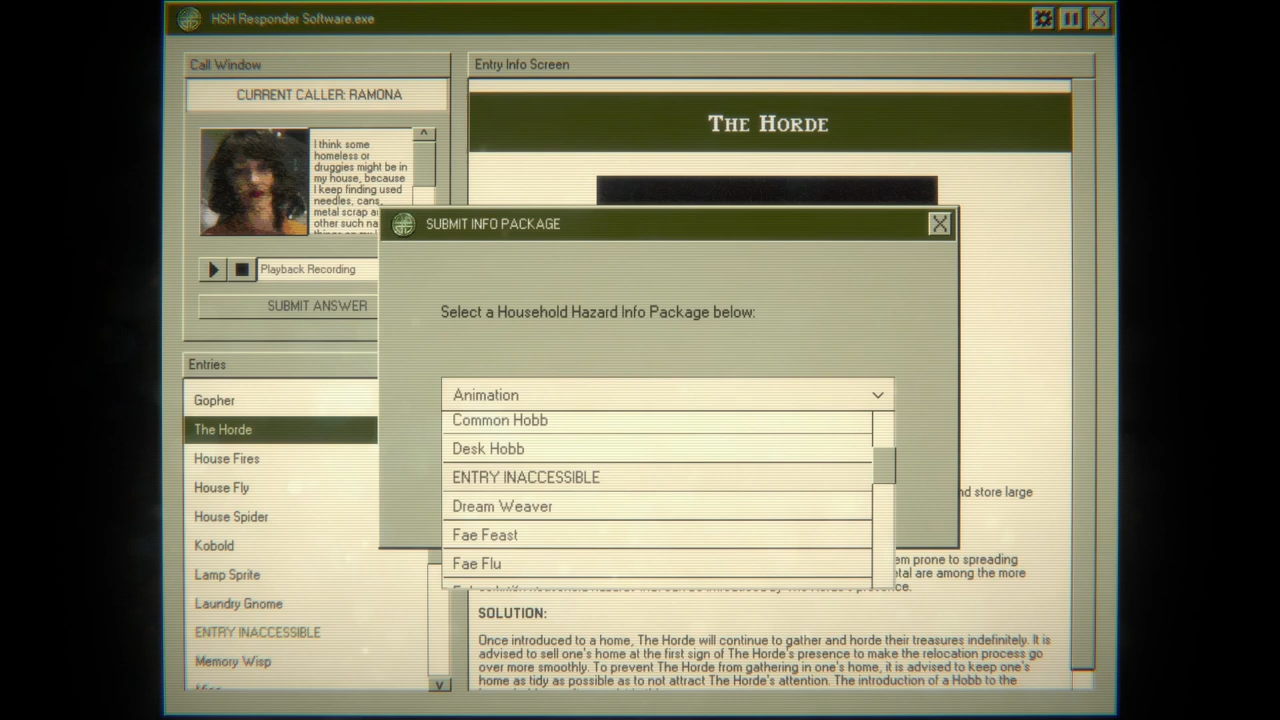 HSH Responder Software.exe
Call Window
CURRENT CALLER: RAMONA
I think some
homeless or
druggies might be in
my house, because
I keep finding used
needles, cans,
metal scrap
other such
Playback Recording
SUBMIT ANSWER
Entries
Gopher
The Horde
House Fires
House Fly
House Spider
Kobold
Lamp Sprite
Laundry Gnome
ENTRY INACCESSIBLE
Memory Wisp
Entry Info Screen
The Horde
SUBMIT INFO PACKAGE
Select a Household Hazard Info Package below:
Animation
Common Hobb
Desk Hobb
ENTRY INACCESSIBLE
Dream Weaver
Fae Feast
Fae Flu
store large
prone to spreading
are among the more
SOLUTION:
Once introduced to a home, The Horde will continue to gather and horde their treasures indefinitely. It is
advised to sell one's home at the first sign of The Horde's presence to make the relocation process go
over more smoothly. To prevent The Horde from gathering in one's home, it is advised to keep one's
home as tidy as possible as to not attract The Horde's attention. The introduction of a Hobb to the